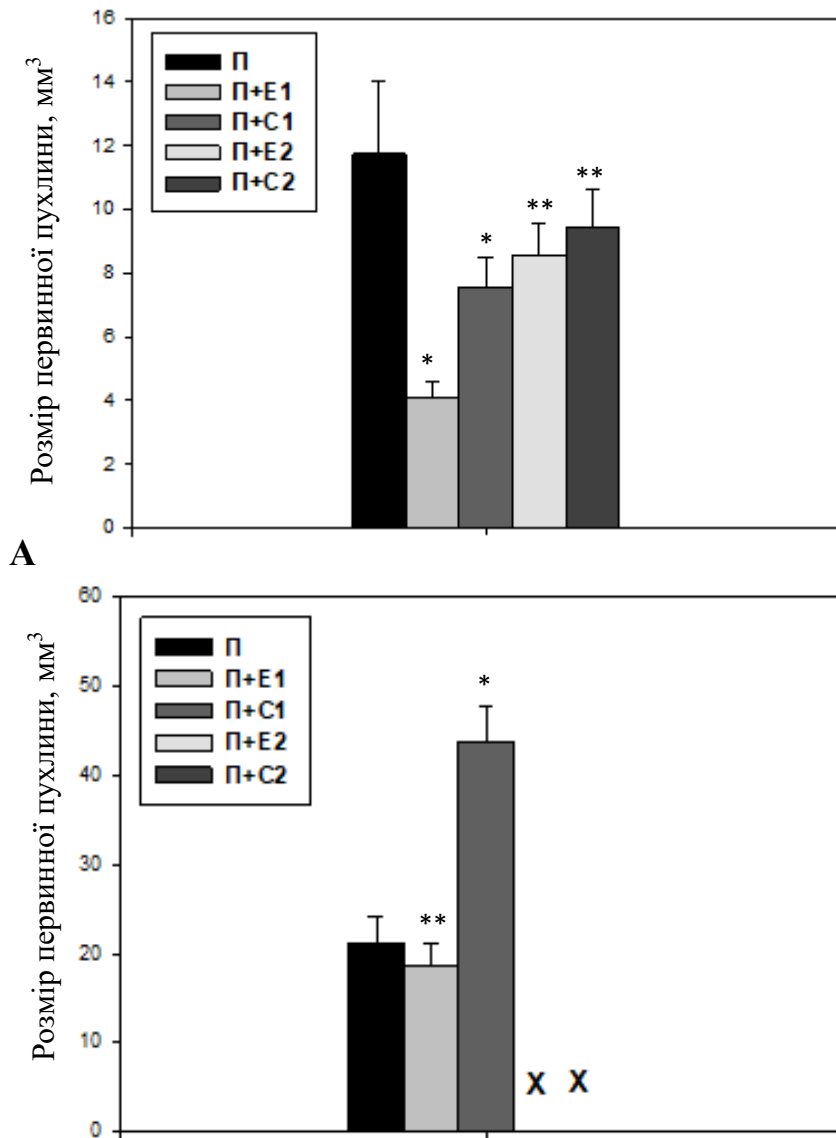 16
14
12
10
8
6
4
2
0
Розмір первинної пухлини, мм³
П
П+Е1
П+С1
П+Е2
П+С2
*
*
**
**
А
60
50
40
30
20
10
0
Розмір первинної пухлини, мм³
П
П+Е1
П+С1
П+Е2
П+С2
**
*
X X